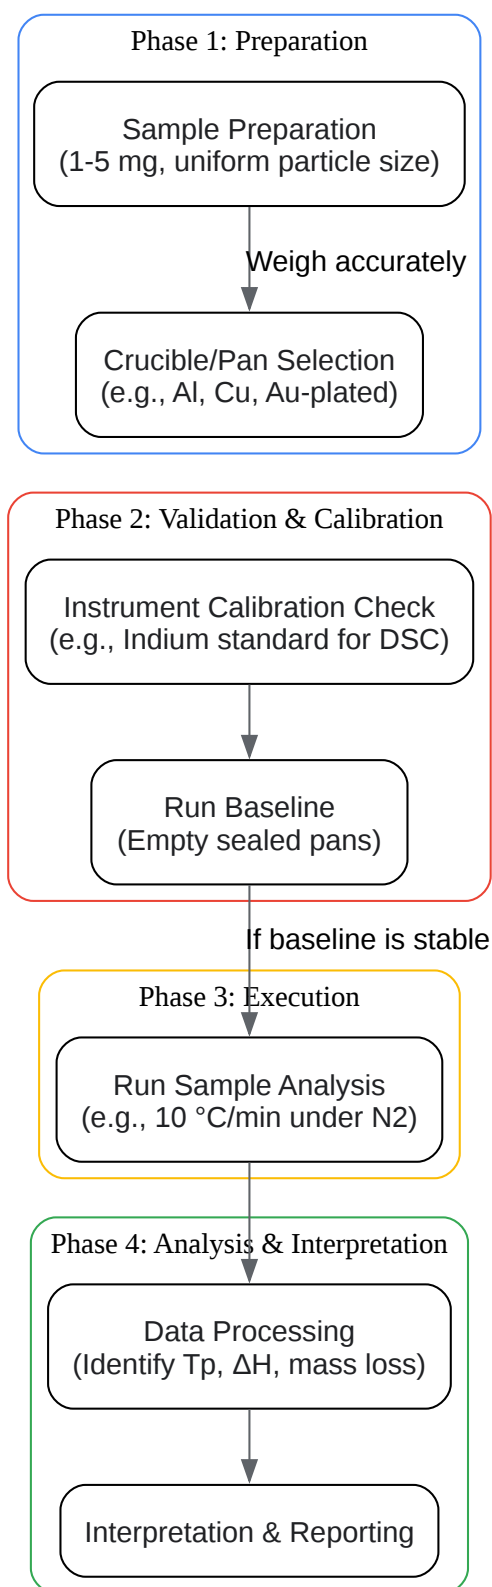 Phase 1: Preparation
Sample Preparation
(1-5 mg, uniform particle size)
Weigh accurately
Crucible/Pan Selection
(e.g., Al, Cu, Au-plated)
Phase 2: Validation & Calibration
Instrument Calibration Check
(e.g., Indium standard for DSC)
Run Baseline
(Empty sealed pans)
If baseline is stable
Phase 3: Execution
Run Sample Analysis
(e.g., 10 °C/min under N2)
Phase 4: Analysis & Interpretation
Data Processing
(Identify Tp, ΔH, mass loss)
Interpretation & Reporting